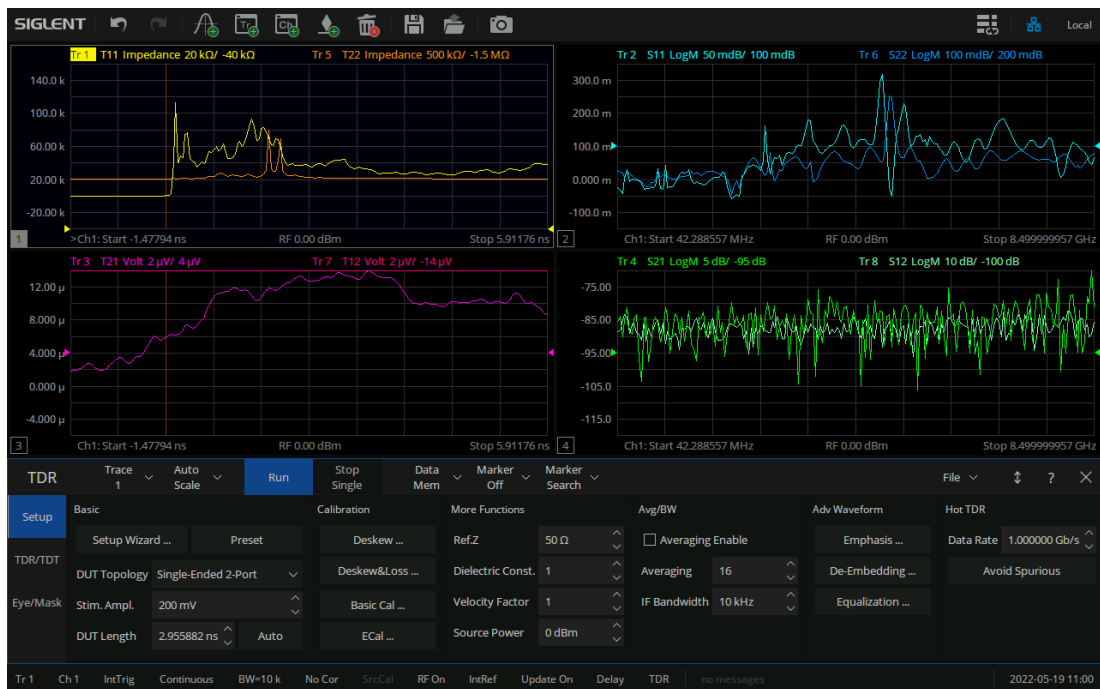 SIGLENT Tr Cb Local
Tr 1 T11 Impedance 20 kΩ/ -40 kΩ Tr 5 T22 Impedance 500 kΩ/ -1.5 MΩ
140.0 k
100.0 k
60.00 k
20.00 k
-20.00 k
1 >Ch1: Start -1.47794 ns RF 0.00 dBm Stop 5.91176 ns
Tr 2 S11 LogM 50 mdB/ 100 mdB Tr 6 S22 LogM 100 mdB/ 200 mdB
300.0 m
200.0 m
100.0 m
0.000 m
-100.0 m
2 Ch1: Start 42.288557 MHz RF 0.00 dBm Stop 8.499999957 GHz
Tr 3 T21 Volt 2 µV/ 4 µV Tr 7 T12 Volt 2 µV/ -14 µV
12.00 µ
8.000 µ
4.000 µ
0.000 µ
-4.000 µ
3 Ch1: Start -1.47794 ns RF 0.00 dBm Stop 5.91176 ns
Tr 4 S21 LogM 5 dB/ -95 dB Tr 8 S12 LogM 10 dB/ -100 dB
-75.00
-85.00
-95.00
-105.0
-115.0
4 Ch1: Start 42.288557 MHz RF 0.00 dBm Stop 8.499999957 GHz
TDR Trace 1 Auto Scale Run Stop Single Data Mem Marker Off Marker Search File ?
Setup
TDR/TDT
Eye/Mask
Basic
Setup Wizard ... Preset
DUT Topology Single-Ended 2-Port
Stim. Ampl. 200 mV
DUT Length 2.955882 ns Auto
Calibration
Deskew ...
Deskew&Loss ...
Basic Cal ...
ECal ...
More Functions
Ref.Z 50 Ω
Dielectric Const. 1
Velocity Factor 1
Source Power 0 dBm
Avg/BW
Averaging Enable
Averaging 16
IF Bandwidth 10 kHz
Adv Waveform
Emphasis ...
De-Embedding ...
Equalization ...
Hot TDR
Data Rate 1.000000 Gb/s
Avoid Spurious
Tr 1 Ch 1 IntTrig Continuous BW=10 k No Cor SrcCal RF On IntRef Update On Delay TDR no messages 2022-05-19 11:00